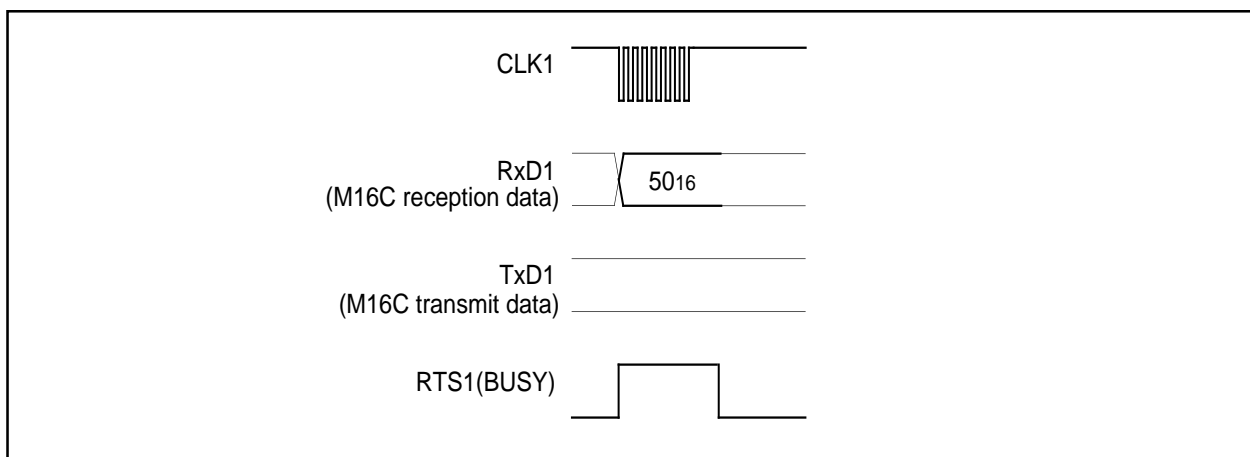 CLK1
RxD1
(M16C reception data)
5016
TxD1
(M16C transmit data)
RTS1(BUSY)